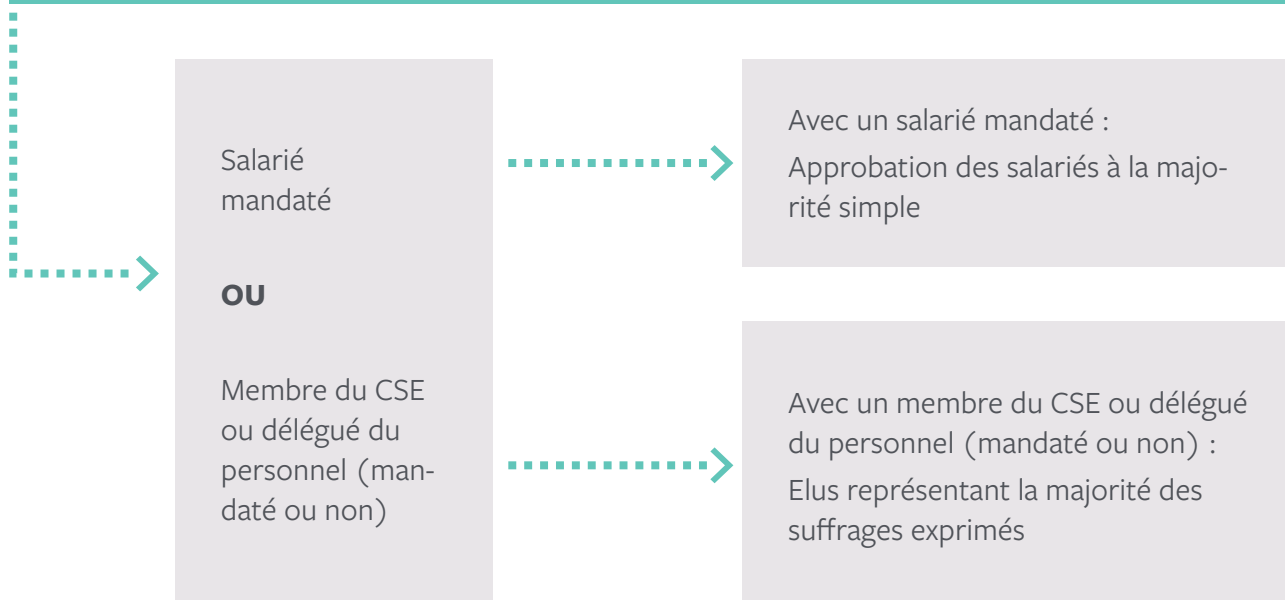 Salarié
mandaté
OU
Membre du CSE
ou délégué du
personnel (man-
daté ou non)
Avec un salarié mandaté :
Approbation des salariés à la majo-
rité simple
Avec un membre du CSE ou délégué
du personnel (mandaté ou non) :
Elus représentant la majorité des
suffrages exprimés